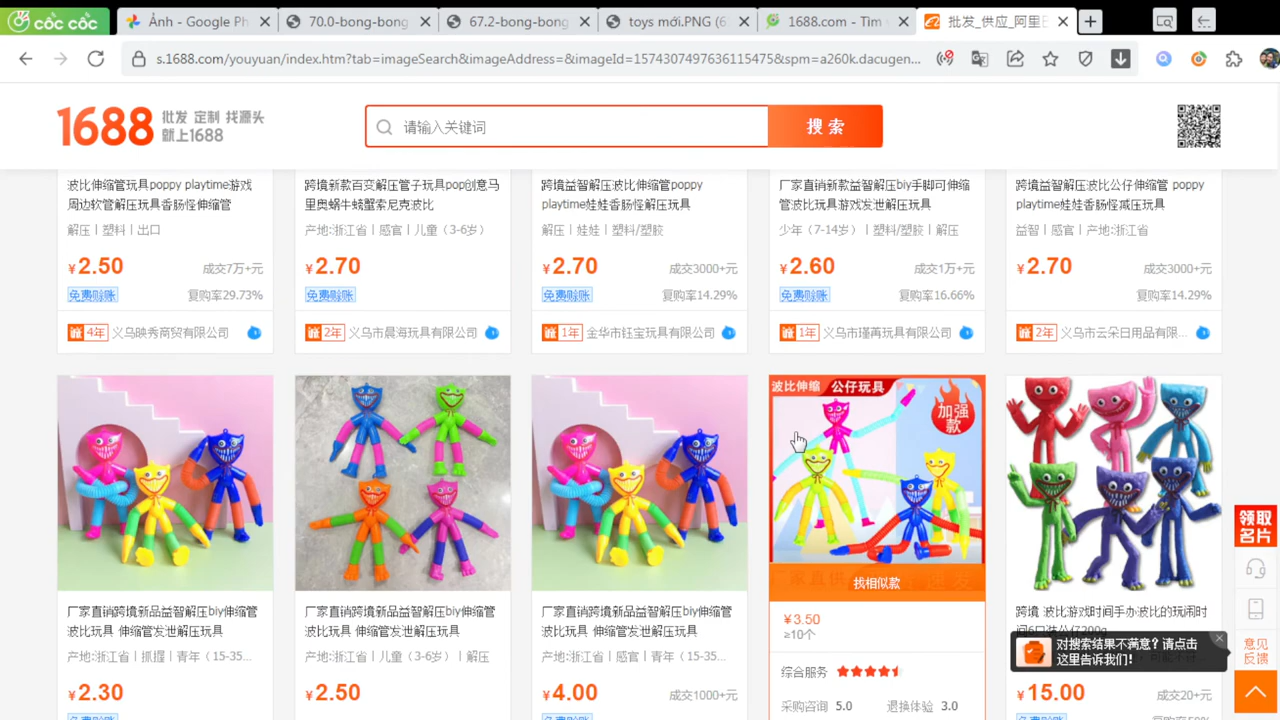 cốc cốc
Ảnh - Google Ph
70.0-bong-bong
67.2-bong-bong
toys mới.PNG (6
1688.com - Tìm
批发_供应_阿里
s.1688.com/youyuan/index.htm?tab=imageSearch&imageAddress=&imageId=1574307497636115475&spm=a260k.dacugen...
1688
批发 定制 找源头
就上1688
请输入关键词
搜 索
波比伸缩管玩具poppy playtime游戏
周边软管解压玩具香肠怪伸缩管
解压 | 塑料 | 出口
¥2.50
成交7万+元
免费赊账
复购率29.73%
4年
义乌映秀商贸有限公司
跨境新款百变解压管子玩具pop创意马
里奥蜗牛螃蟹索尼克波比
产地:浙江省 | 感官 | 儿童（3-6岁）
¥2.70
免费赊账
2年
义乌市晨海玩具有限公司
跨境益智解压波比伸缩管poppy
playtime娃娃香肠怪解压玩具
解压 | 娃娃 | 塑料/塑胶
¥2.70
成交3000+元
免费赊账
复购率14.29%
1年
金华市钰宝玩具有限公司
厂家直销新款益智解压biy手脚可伸缩
管波比玩具游戏发泄解压玩具
少年（7-14岁） | 塑料/塑胶 | 解压
¥2.60
成交1万+元
免费赊账
复购率16.66%
1年
义乌市瑾苒玩具有限公司
跨境益智解压波比公仔伸缩管 poppy
playtime娃娃香肠怪减压玩具
益智 | 感官 | 产地:浙江省
¥2.70
成交3000+元
复购率14.29%
2年
义乌市云朵日用品有限...
厂家直销跨境新品益智解压biy伸缩管
波比玩具 伸缩管发泄解压玩具
产地:浙江省 | 抓握 | 青年（15-35...
¥2.30
厂家直销跨境新品益智解压biy伸缩管
波比玩具 伸缩管发泄解压玩具
产地:浙江省 | 儿童（3-6岁） | 解压
¥2.50
厂家直销跨境新品益智解压biy伸缩管
波比玩具 伸缩管发泄解压玩具
产地:浙江省 | 感官 | 青年（15-35...
¥4.00
成交1000+元
波比伸缩 公仔玩具
加强
款
找相似款
¥3.50
≥10个
综合服务
采购咨询 5.0 退换体验 3.0
跨境 波比游戏时间手办波比的玩闹时
¥15.00
成交20+元
对搜索结果不满意？请点击
这里告诉我们！
领取
名片
意见
反馈